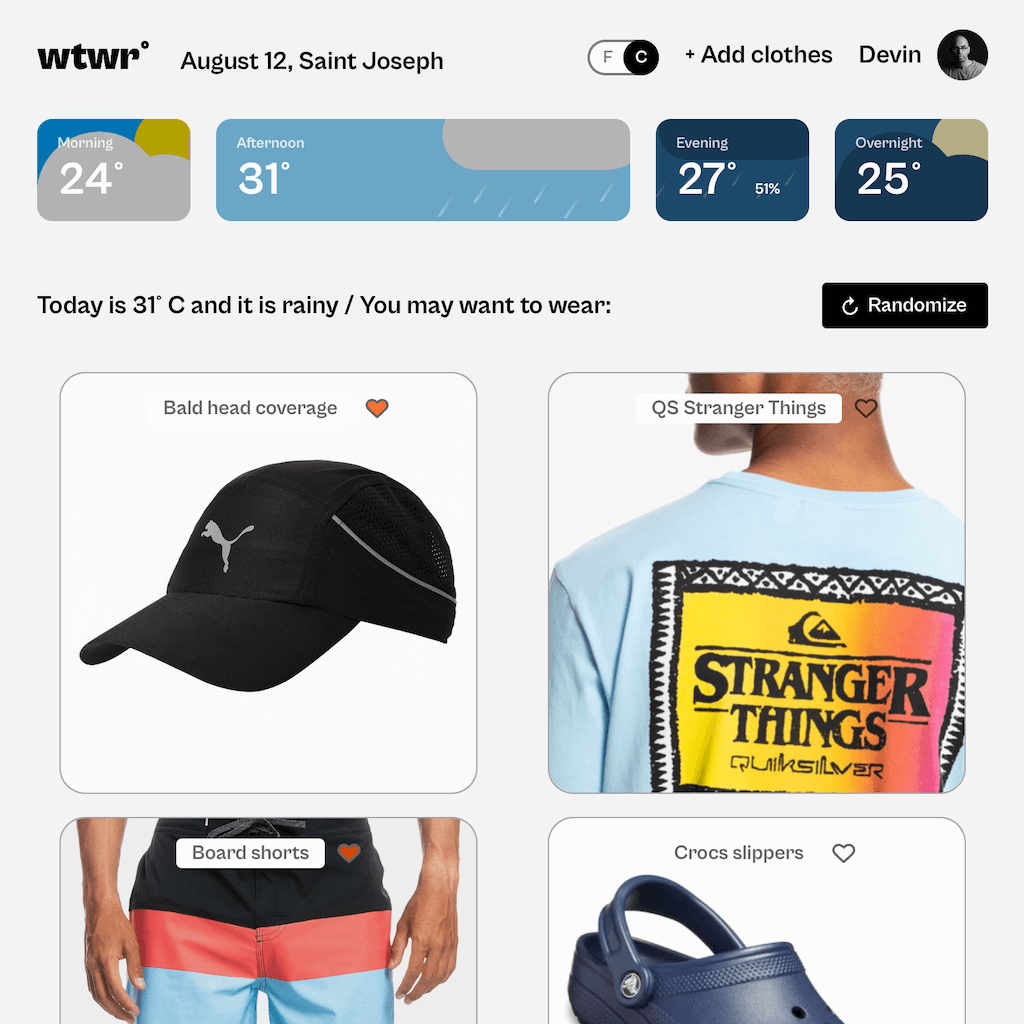 wtwr°
August 12, Saint Joseph
F C
+ Add clothes
Devin
Morning
24°
Afternoon
31°
Evening
27°
51%
Overnight
25°
Today is 31° C and it is rainy / You may want to wear:
Randomize
Bald head coverage
QS Stranger Things
STRANGER
THINGS
QUIKSILVER
Board shorts
Crocs slippers